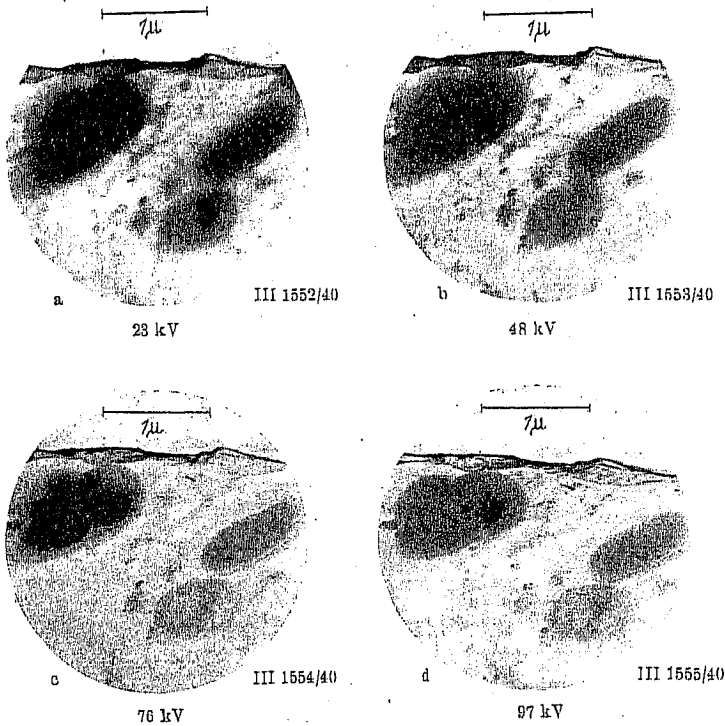 1μ
1μ
a III 1552/40
b III 1553/40
23 kV
48 kV
1μ
1μ
c III 1554/40
d III 1555/40
76 kV
97 kV